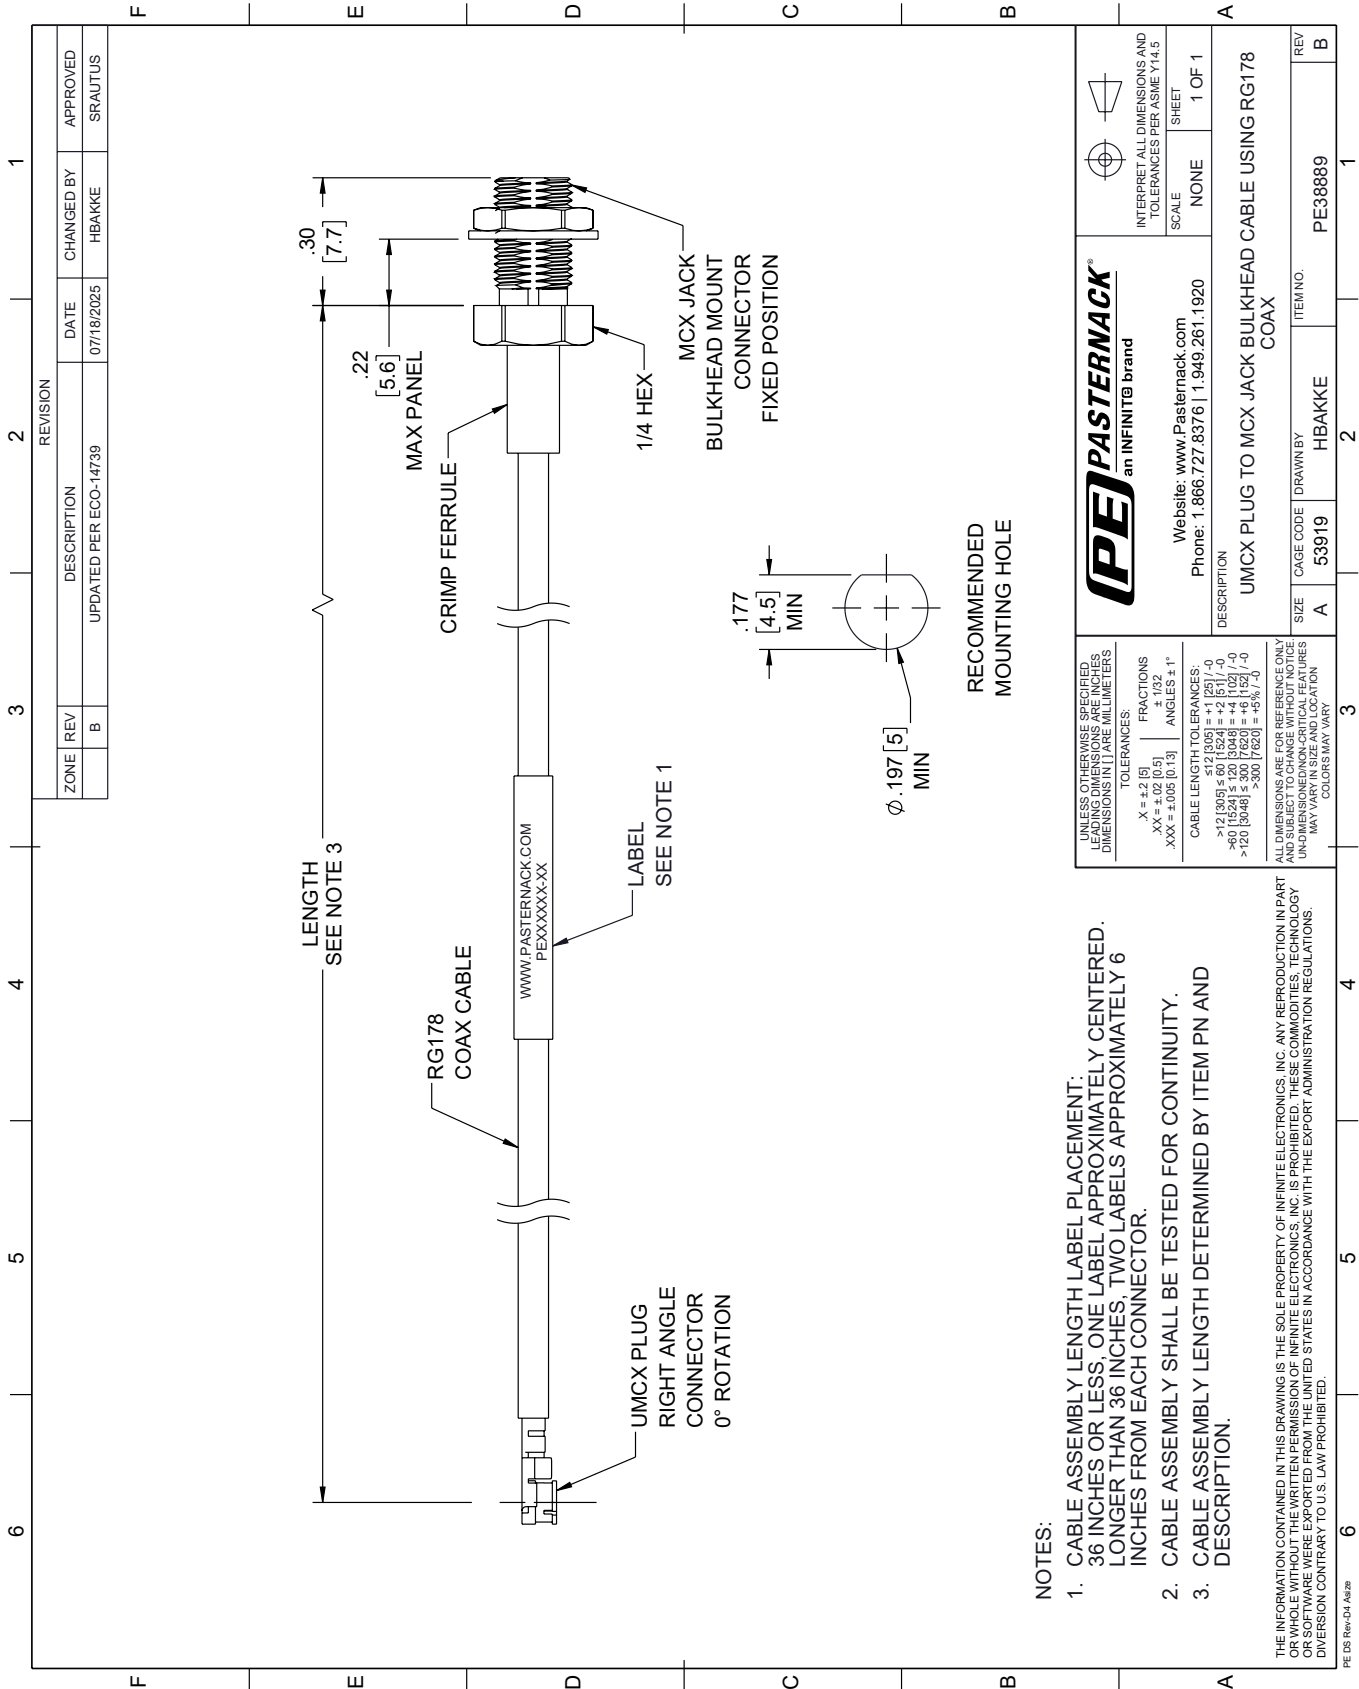 6 5 4 3 2 1
F
E
D
C
B
A
F
E
D
C
B
A
REVISION
ZONE REV DESCRIPTION DATE CHANGED BY APPROVED
B UPDATED PER ECO-14739 07/18/2025 HBAKKE SRAUTUS
LENGTH
SEE NOTE 3
.30
[7.7]
.22
[5.6]
MAX PANEL
RG178
COAX CABLE
CRIMP FERRULE
WWW.PASTERNACK.COM
PEXXXXXX-XX
UMCX PLUG
RIGHT ANGLE
CONNECTOR
0° ROTATION
LABEL
SEE NOTE 1
1/4 HEX
MCX JACK
BULKHEAD MOUNT
CONNECTOR
FIXED POSITION
.177
[4.5]
MIN
Ø.197 [5]
MIN
RECOMMENDED
MOUNTING HOLE
NOTES:
1. CABLE ASSEMBLY LENGTH LABEL PLACEMENT:
36 INCHES OR LESS, ONE LABEL APPROXIMATELY CENTERED.
LONGER THAN 36 INCHES, TWO LABELS APPROXIMATELY 6
INCHES FROM EACH CONNECTOR.
2. CABLE ASSEMBLY SHALL BE TESTED FOR CONTINUITY.
3. CABLE ASSEMBLY LENGTH DETERMINED BY ITEM PN AND
DESCRIPTION.
THE INFORMATION CONTAINED IN THIS DRAWING IS THE SOLE PROPERTY OF INFINITE ELECTRONICS, INC. ANY REPRODUCTION IN PART
OR WHOLE WITHOUT THE WRITTEN PERMISSION OF INFINITE ELECTRONICS, INC. IS PROHIBITED. THESE COMMODITIES, TECHNOLOGY
OR SOFTWARE WERE EXPORTED FROM THE UNITED STATES IN ACCORDANCE WITH THE EXPORT ADMINISTRATION REGULATIONS.
DIVERSION CONTRARY TO U.S. LAW PROHIBITED.
UNLESS OTHERWISE SPECIFIED
LEADING DIMENSIONS ARE INCHES
DIMENSIONS IN [ ] ARE MILLIMETERS
TOLERANCES:
.X = ±.2 [5] FRACTIONS
.XX = ±.02 [0.5] ± 1/32
.XXX = ±.005 [0.13] ANGLES ± 1°
CABLE LENGTH TOLERANCES:
≤12 [305] = +1 [25] / -0
>12 [305] ≤ 60 [1524] = +2 [51] / -0
>60 [1524] ≤ 120 [3048] = +4 [102] / -0
>120 [3048] ≤ 300 [7620] = +6 [152] / -0
>300 [7620] = +5% / -0
ALL DIMENSIONS ARE FOR REFERENCE ONLY
AND SUBJECT TO CHANGE WITHOUT NOTICE.
UN-DIMENSIONED/NON-CRITICAL FEATURES
MAY VARY IN SIZE AND LOCATION
COLORS MAY VARY
PE PASTERNACK®
an INFINIT@ brand
Website: www.Pasternack.com
Phone: 1.866.727.8376 | 1.949.261.1920
INTERPRET ALL DIMENSIONS AND
TOLERANCES PER ASME Y14.5
SCALE NONE SHEET 1 OF 1
DESCRIPTION
UMCX PLUG TO MCX JACK BULKHEAD CABLE USING RG178
COAX
SIZE A CAGE CODE 53919 DRAWN BY HBAKKE ITEM NO. PE38889 REV B
6 5 4 3 2 1
PE DS Rev-D4 Asize